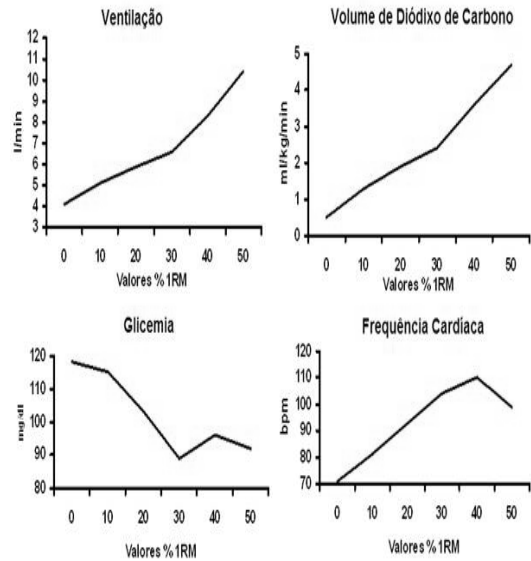 Ventilação
12
11
10
9
8
7
6
5
4
3
l/min
0 10 20 30 40 50
Valores % 1RM
Volume de Diódixo de Carbono
5
4
3
2
1
0
ml/kg/min
0 10 20 30 40 50
Valores % 1RM
Glicemia
120
110
100
90
80
mg/dl
0 10 20 30 40 50
Valores % 1RM
Frequência Cardíaca
120
110
100
90
80
70
bpm
0 10 20 30 40 50
Valores % 1RM